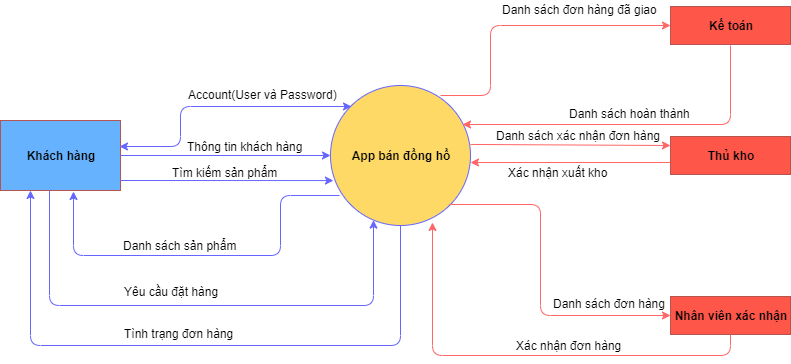 Danh sách đơn hàng đã giao
Kế toán
Account(User và Password)
Danh sách hoàn thành
Danh sách xác nhận đơn hàng
Khách hàng
Thông tin khách hàng
App bán đồng hồ
Thủ kho
Tìm kiếm sản phẩm
Xác nhận xuất kho
Danh sách sản phẩm
Yêu cầu đặt hàng
Danh sách đơn hàng
Nhân viên xác nhận
Tình trạng đơn hàng
Xác nhận đơn hàng